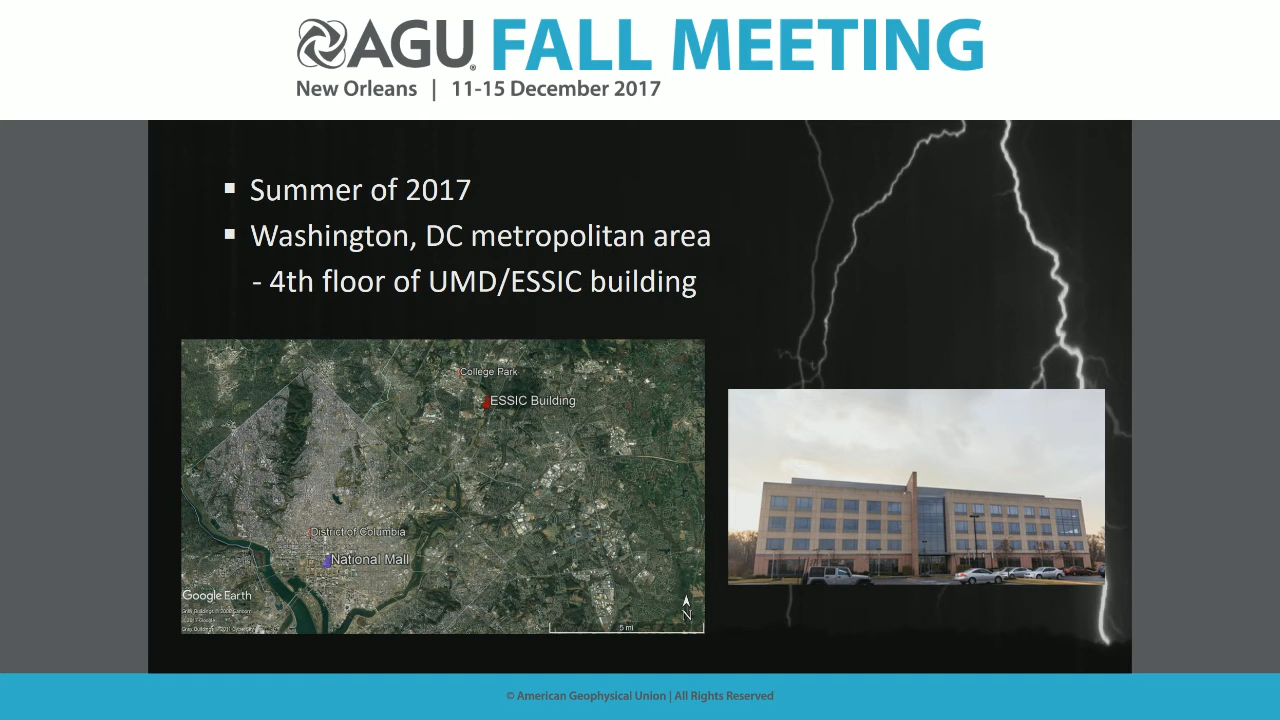 AGU FALL MEETING
New Orleans | 11-15 December 2017
▪ Summer of 2017
▪ Washington, DC metropolitan area
- 4th floor of UMD/ESSIC building
College Park
ESSIC Building
District of Columbia
National Mall
Google Earth
N
5 mi
© American Geophysical Union | All Rights Reserved